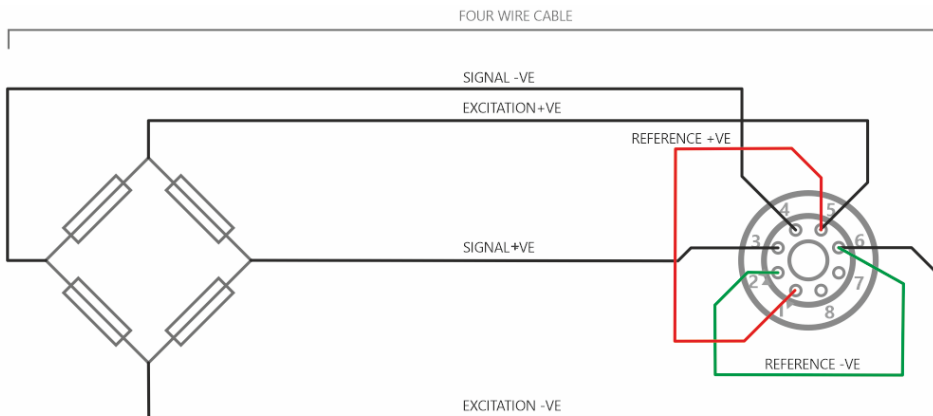 FOUR WIRE CABLE
SIGNAL -VE
EXCITATION+VE
REFERENCE +VE
4 5
SIGNAL+VE
3 6
2 7
1 8
REFERENCE -VE
EXCITATION -VE